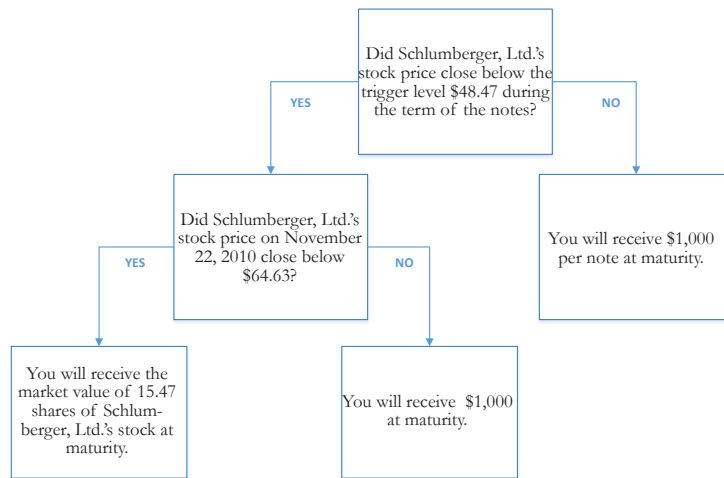 Did Schlumberger, Ltd.'s
stock price close below the
trigger level $48.47 during
the term of the notes?
YES
NO
Did Schlumberger, Ltd.'s
stock price on November
22, 2010 close below
$64.63?
You will receive $1,000
per note at maturity.
YES
NO
You will receive the
market value of 15.47
shares of Schlum-
berger, Ltd.'s stock at
maturity.
You will receive $1,000
at maturity.